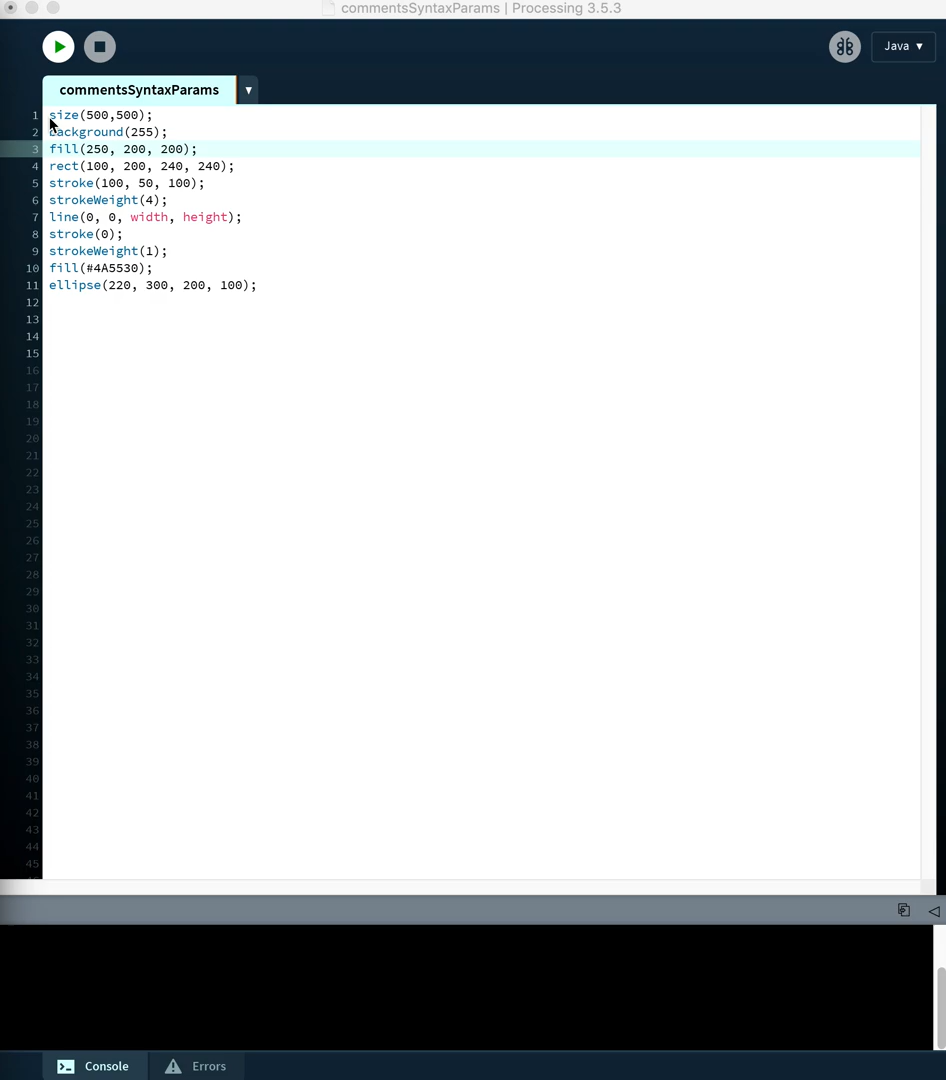 commentsSyntaxParams | Processing 3.5.3
Java ▼
commentsSyntaxParams ▼
1 size(500,500);
2 background(255);
3 fill(250, 200, 200);
4 rect(100, 200, 240, 240);
5 stroke(100, 50, 100);
6 strokeWeight(4);
7 line(0, 0, width, height);
8 stroke(0);
9 strokeWeight(1);
10 fill(#4A5530);
11 ellipse(220, 300, 200, 100);
12
13
14
15
16
17
18
19
20
21
22
23
24
25
26
27
28
29
30
31
32
33
34
35
36
37
38
39
40
41
42
43
44
45
Console Errors